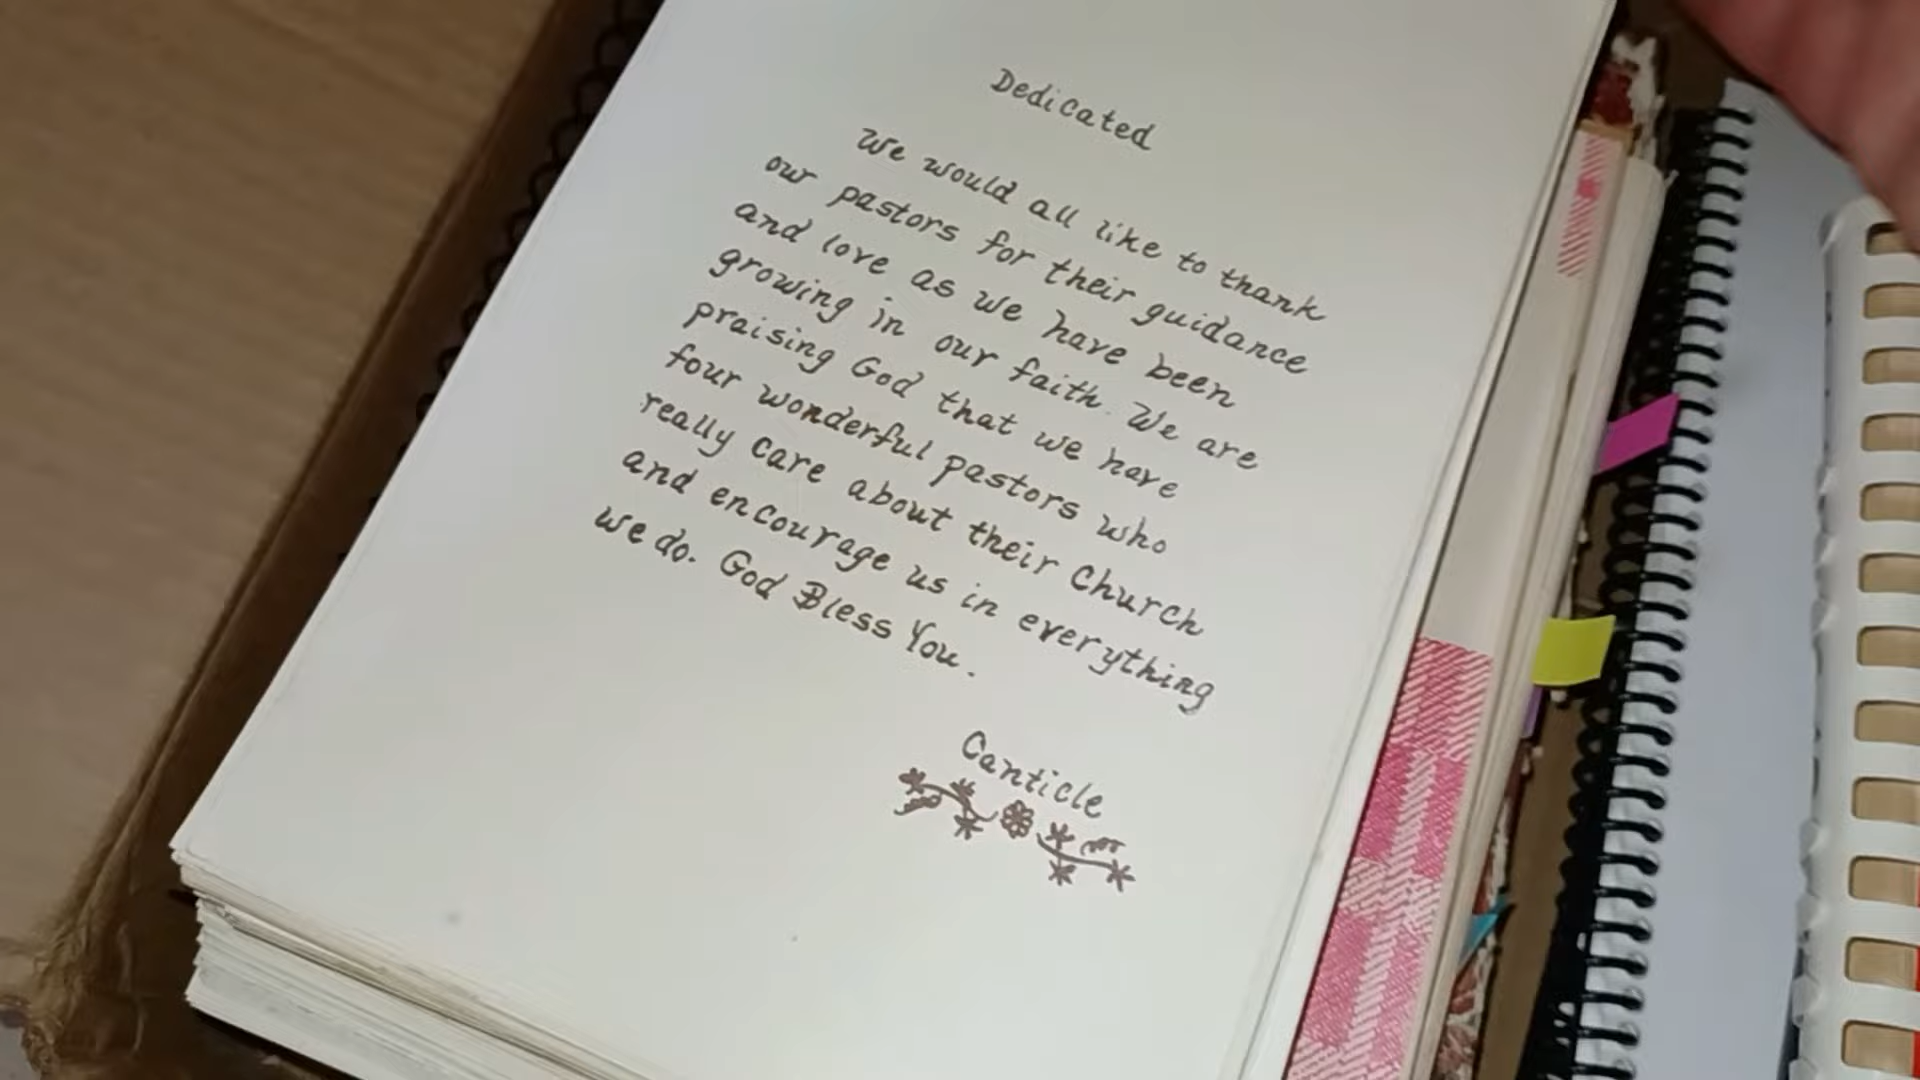 Dedicated
We would all like to thank
our pastors for their guidance
and love as we have been
growing in our faith. We are
praising God that we have
four wonderful pastors who
really care about their Church
and encourage us in everything
we do. God Bless You.
Canticle